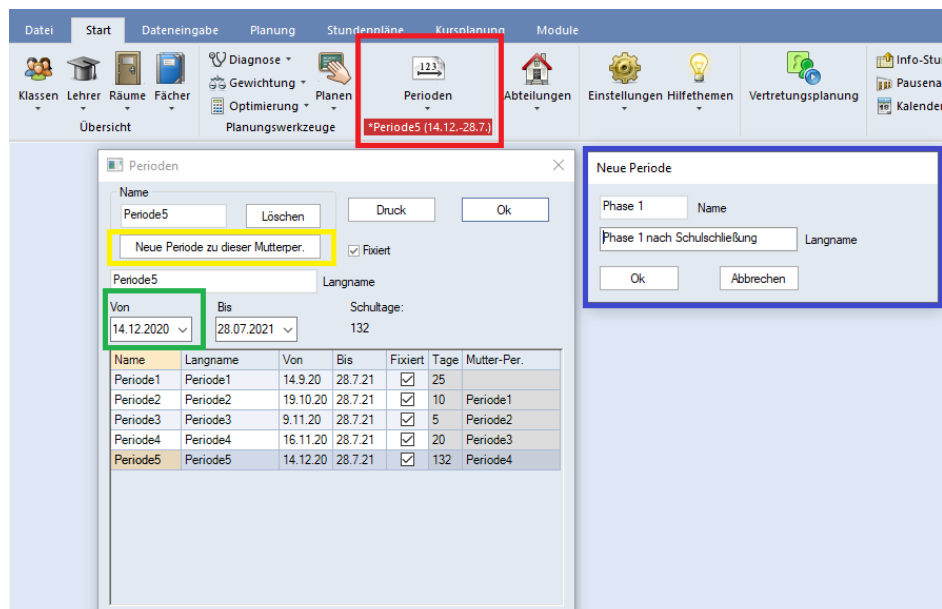 Datei Start Dateneingabe Planung Stundenpläne Kursplanung Module
Klassen Lehrer Räume Fächer
Übersicht
Diagnose
Gewichtung
Optimierung
Planen
Planungswerkzeuge
123
Perioden
*Periode5 (14.12.-28.7.)
Abteilungen
Einstellungen Hilfethemen
Vertretungsplanung
Info-Stu
Pausena
Kalender
Perioden
Name
Periode5 Löschen Druck Ok
Neue Periode zu dieser Mutterper. Fixiert
Periode5 Langname
Von Bis Schultage:
14.12.2020 28.07.2021 132
Name Langname Von Bis Fixiert Tage Mutter-Per.
Periode1 Periode1 14.9.20 28.7.21 25
Periode2 Periode2 19.10.20 28.7.21 10 Periode1
Periode3 Periode3 9.11.20 28.7.21 5 Periode2
Periode4 Periode4 16.11.20 28.7.21 20 Periode3
Periode5 Periode5 14.12.20 28.7.21 132 Periode4
Neue Periode
Phase 1 Name
Phase 1 nach Schulschließung Langname
Ok Abbrechen